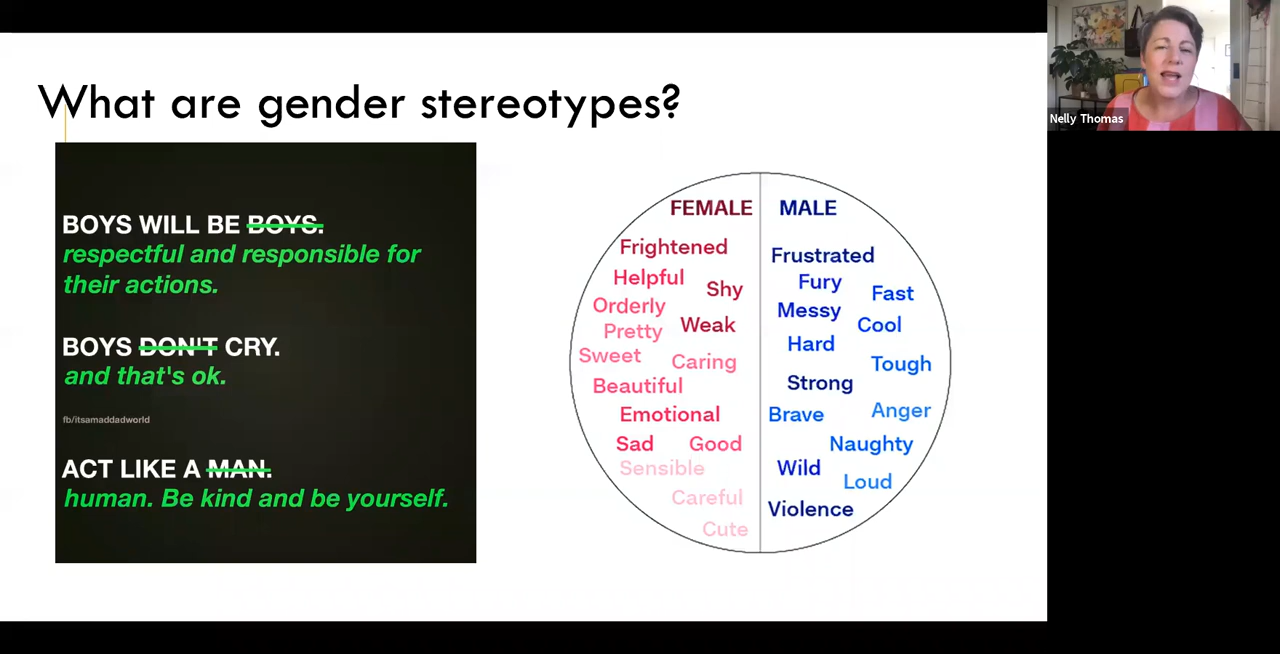 What are gender stereotypes?
BOYS WILL BE BOYS.
respectful and responsible for
their actions.
BOYS DON'T CRY.
and that's ok.
fb/itsamaddadworld
ACT LIKE A MAN.
human. Be kind and be yourself.
FEMALE
Frightened
Helpful
Shy
Orderly
Pretty
Weak
Sweet
Caring
Beautiful
Emotional
Sad
Good
Sensible
Careful
Cute
MALE
Frustrated
Fury
Fast
Messy
Cool
Hard
Tough
Strong
Brave
Anger
Naughty
Wild
Loud
Violence
Nelly Thomas